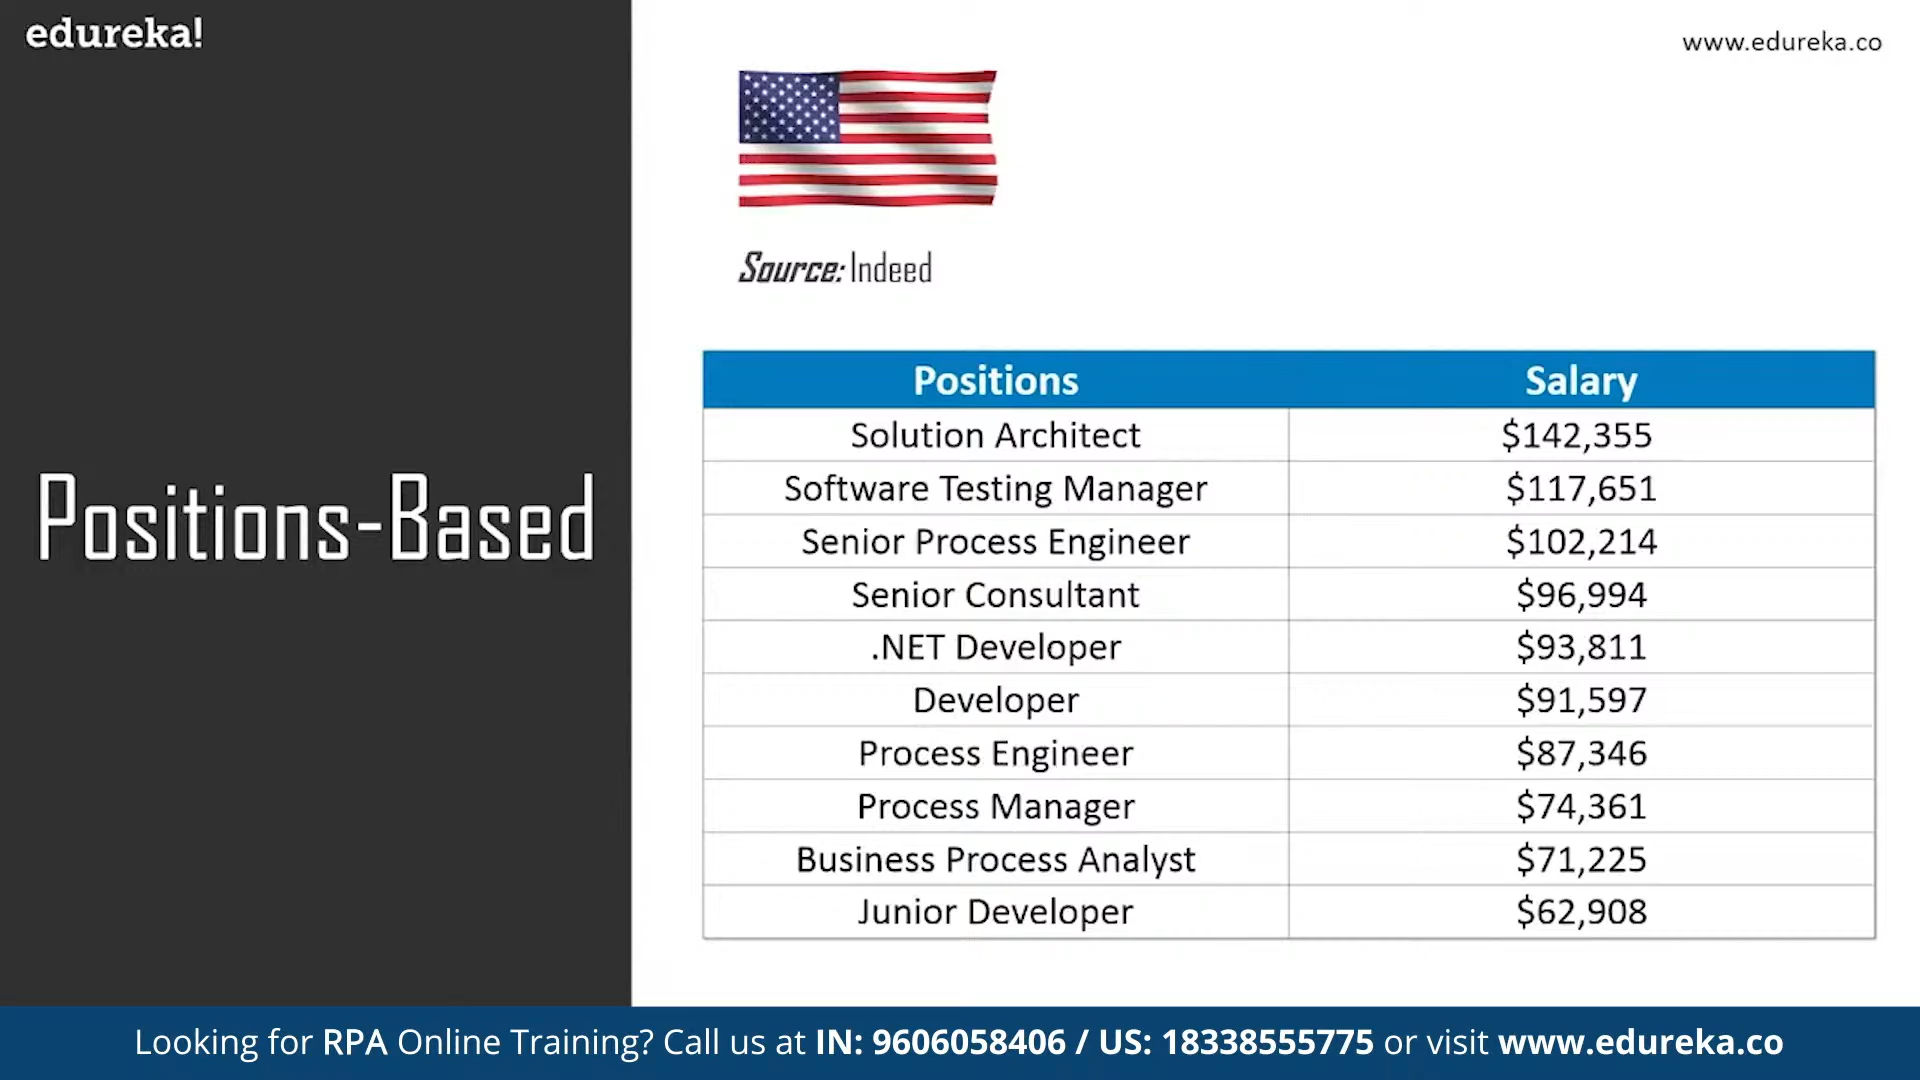 edureka!
www.edureka.co
Source: Indeed
Positions-Based
Positions Salary
Solution Architect $142,355
Software Testing Manager $117,651
Senior Process Engineer $102,214
Senior Consultant $96,994
.NET Developer $93,811
Developer $91,597
Process Engineer $87,346
Process Manager $74,361
Business Process Analyst $71,225
Junior Developer $62,908
Looking for RPA Online Training? Call us at IN: 9606058406 / US: 18338555775 or visit www.edureka.co